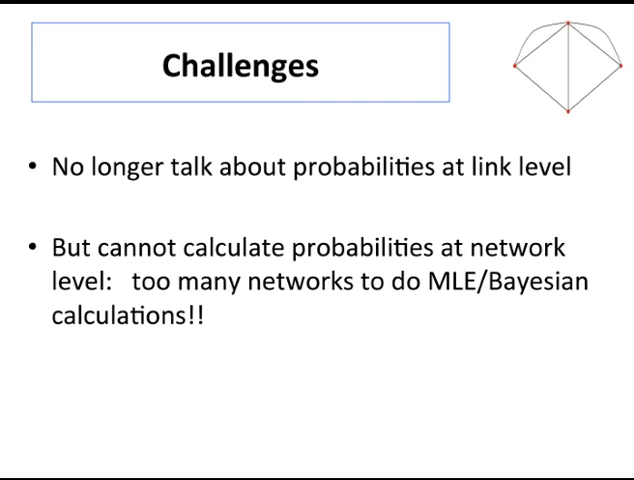 Challenges
• No longer talk about probabilities at link level
• But cannot calculate probabilities at network
level: too many networks to do MLE/Bayesian
calculations!!